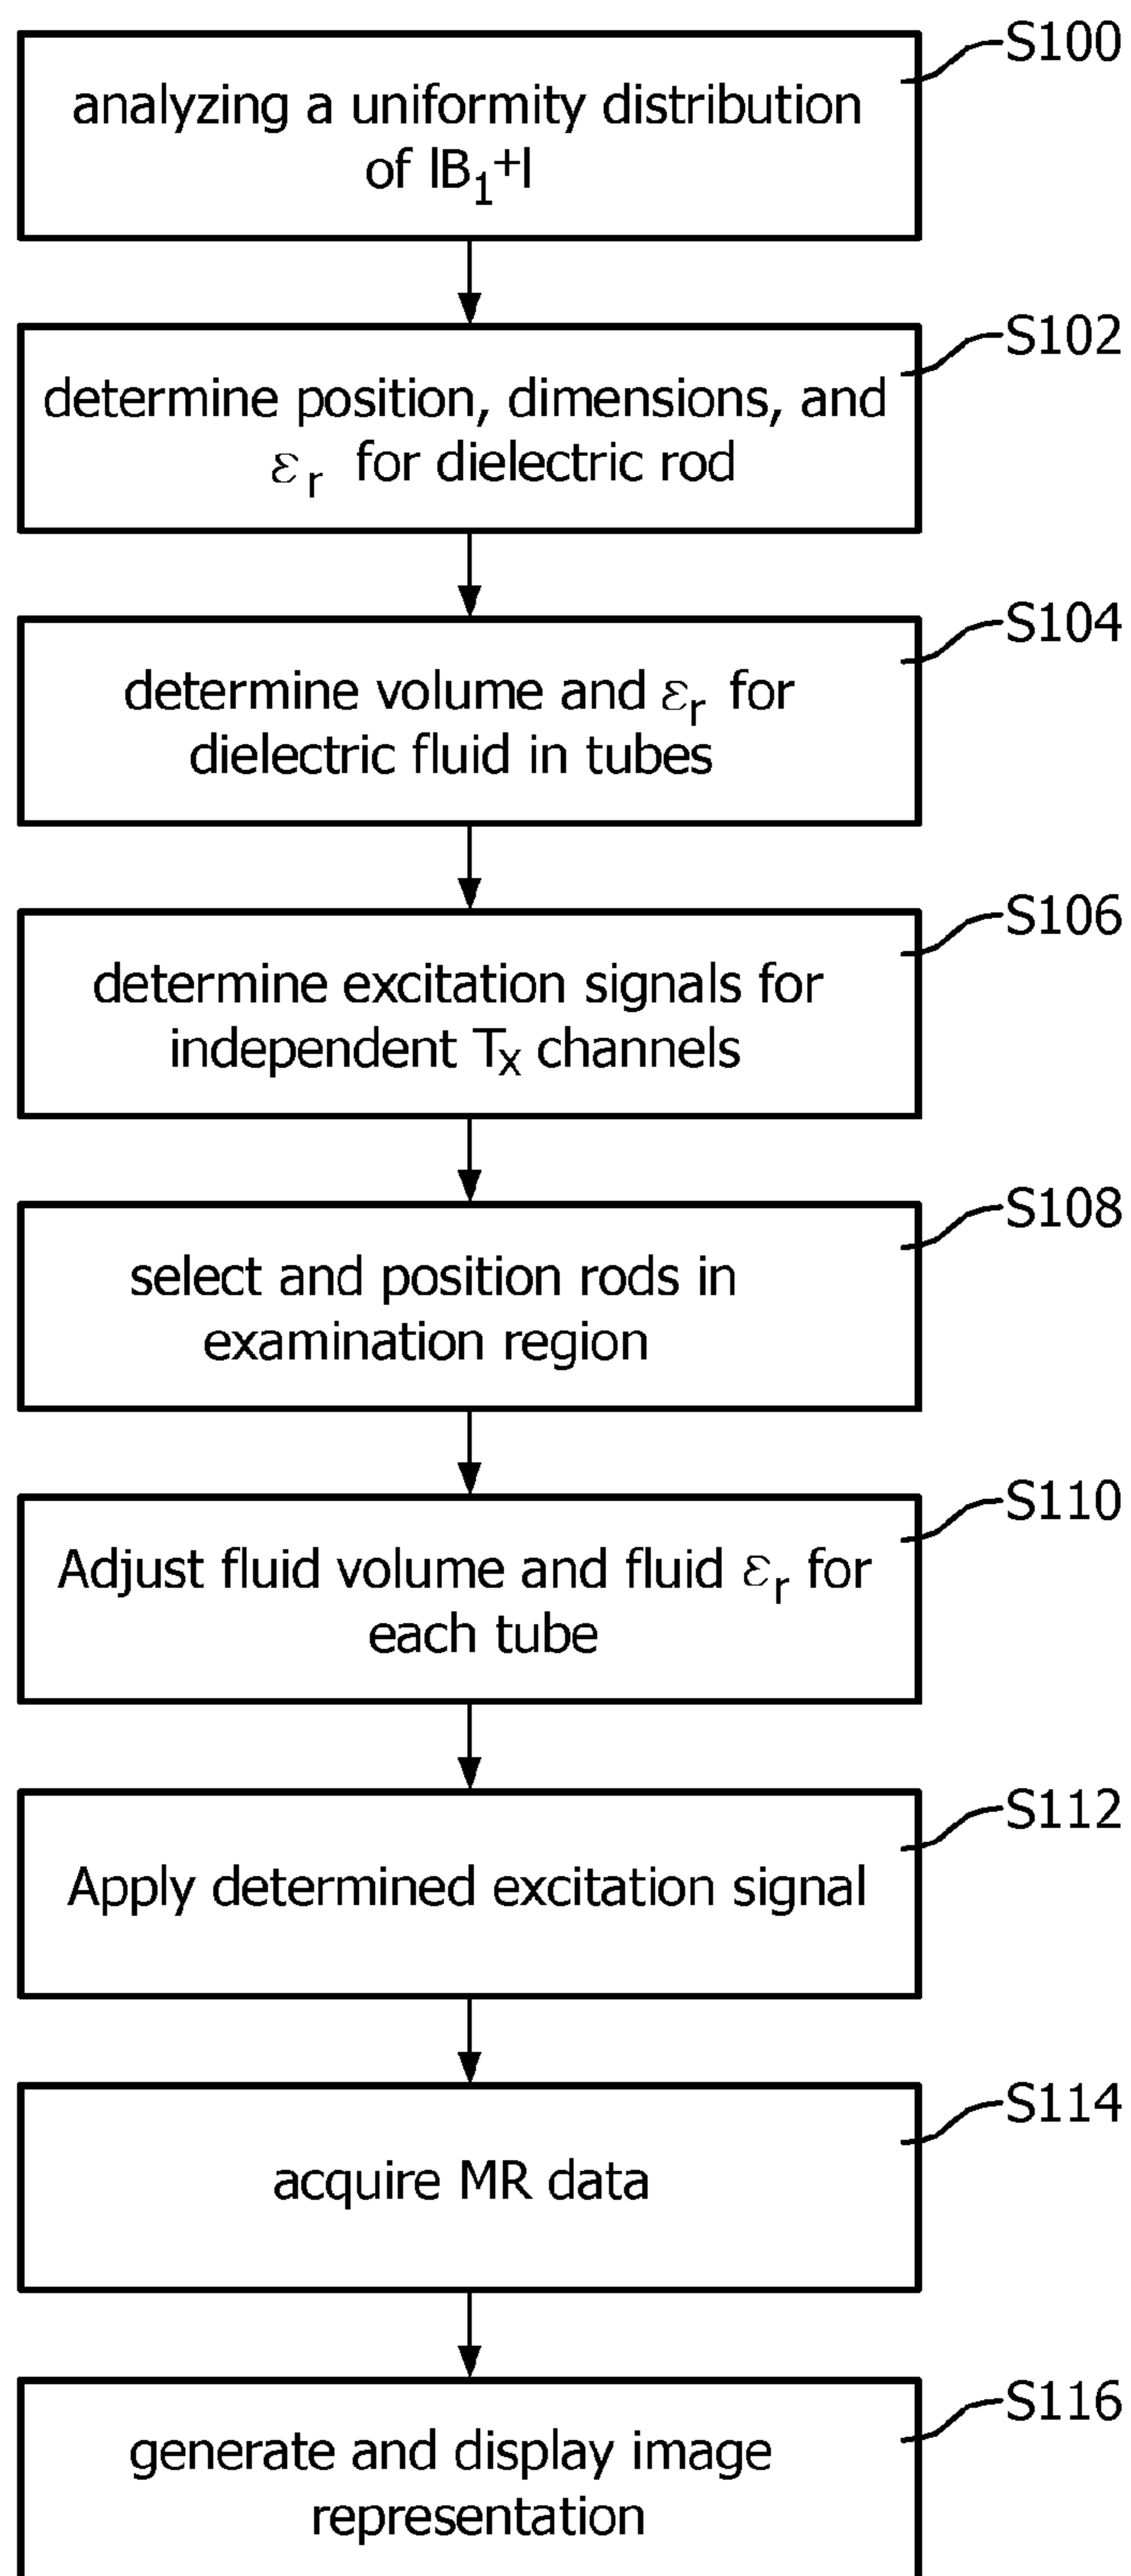 S100
analyzing a uniformity distribution
of |B₁⁺|
S102
determine position, dimensions, and
εᵣ for dielectric rod
S104
determine volume and εᵣ for
dielectric fluid in tubes
S106
determine excitation signals for
independent Tₓ channels
S108
select and position rods in
examination region
S110
Adjust fluid volume and fluid εᵣ for
each tube
S112
Apply determined excitation signal
S114
acquire MR data
S116
generate and display image
representation